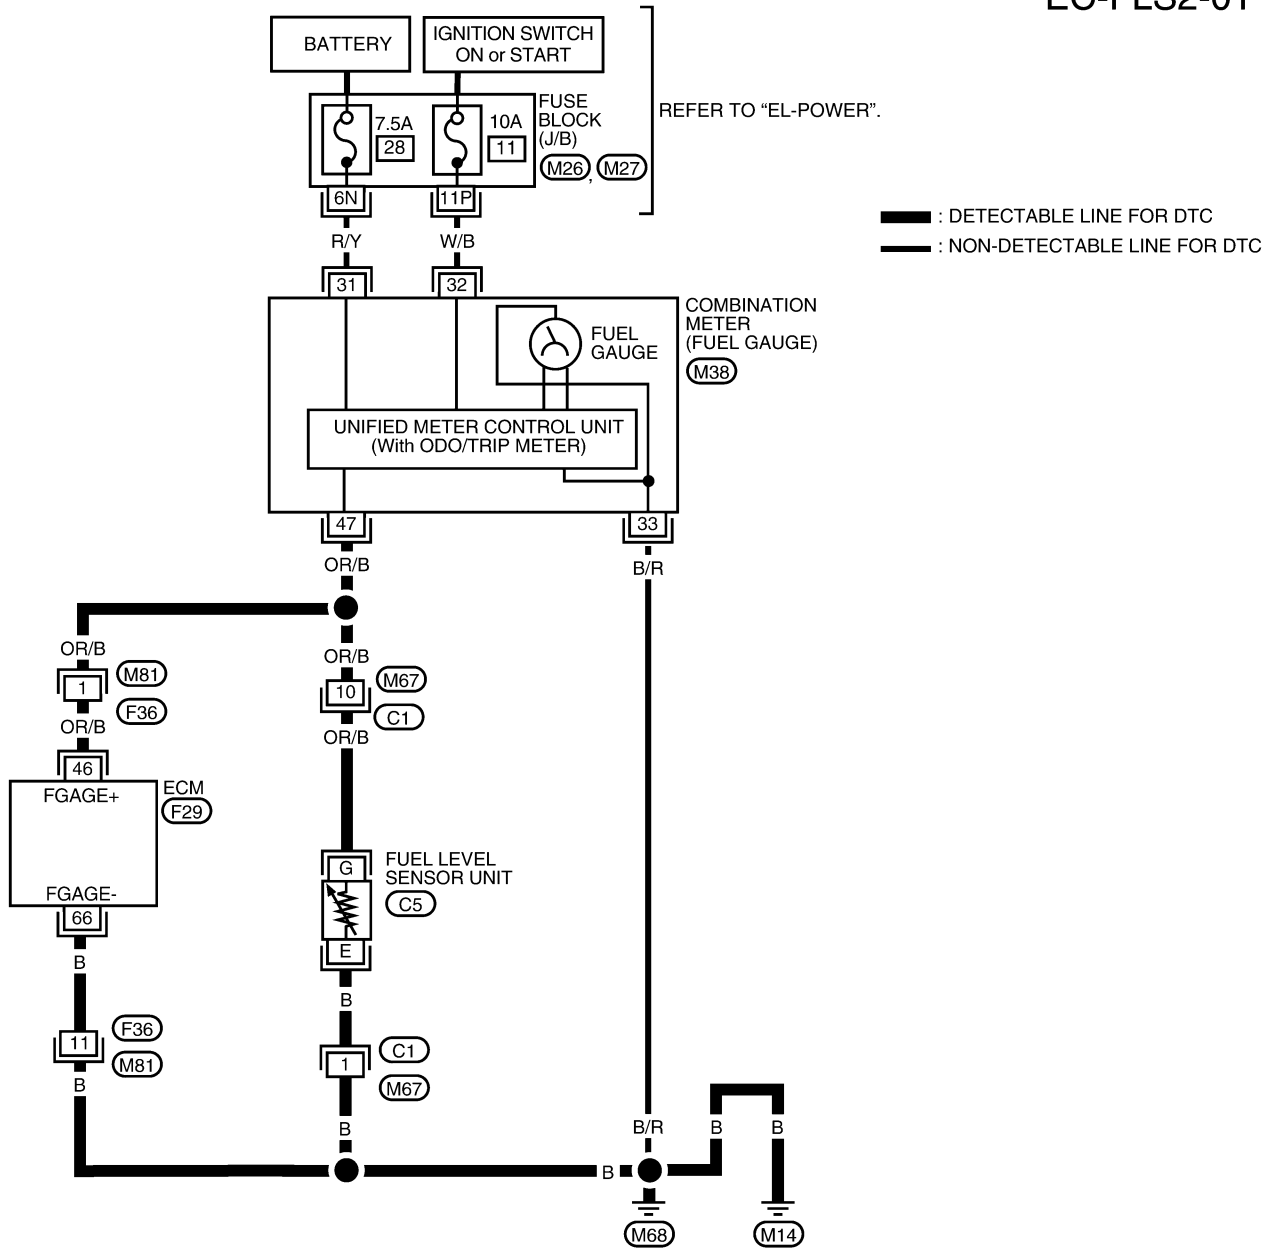 BATTERY
IGNITION SWITCH
ON or START
FUSE
BLOCK
(J/B)
M26 , M27
REFER TO “EL-POWER”.
7.5A
28
10A
11
6N
11P
: DETECTABLE LINE FOR DTC
: NON-DETECTABLE LINE FOR DTC
R/Y
W/B
31
32
COMBINATION
METER
(FUEL GAUGE)
M38
FUEL
GAUGE
UNIFIED METER CONTROL UNIT
(With ODO/TRIP METER)
47
33
OR/B
B/R
OR/B
M81
1
F36
OR/B
OR/B
M67
10
C1
OR/B
46
FGAGE+
ECM
F29
FGAGE-
66
B
G
FUEL LEVEL
SENSOR UNIT
C5
E
B
F36
11
M81
B
C1
1
M67
B
B/R
B
B
B
M68
M14